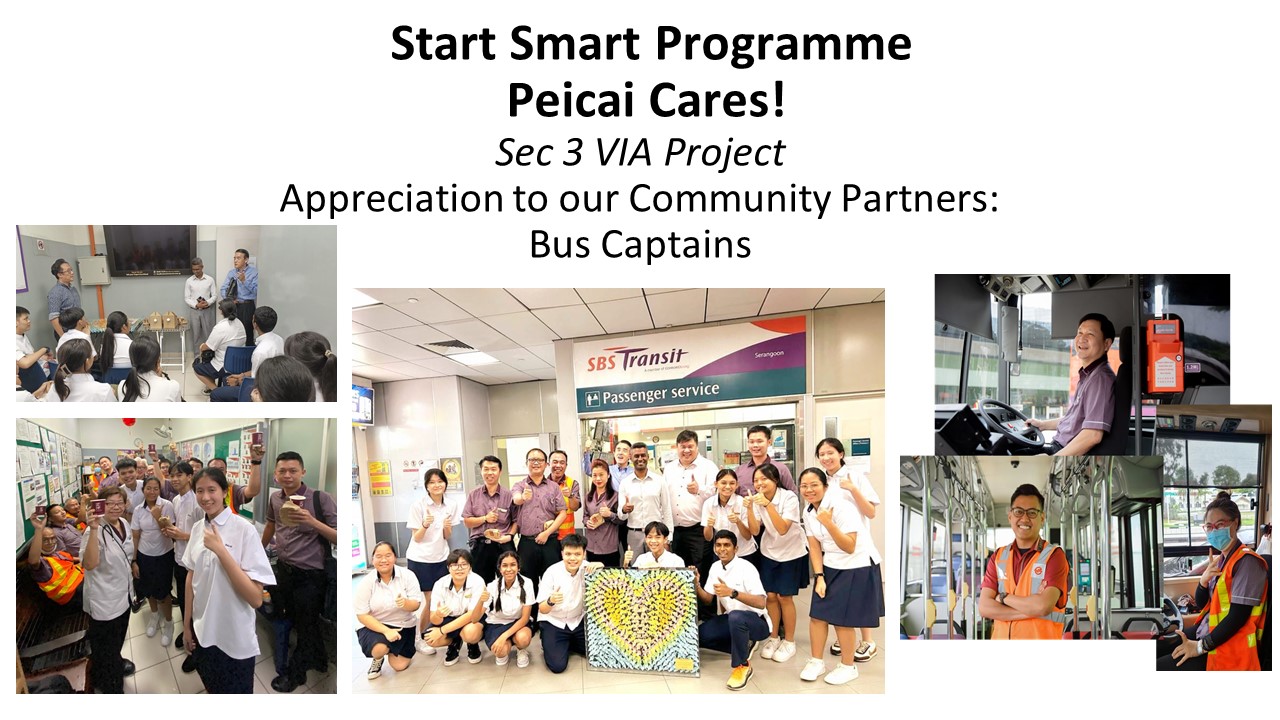 Start Smart Programme
Peicai Cares!
Sec 3 VIA Project
Appreciation to our Community Partners:
Bus Captains
SBS Transit
Serangoon
Passenger service